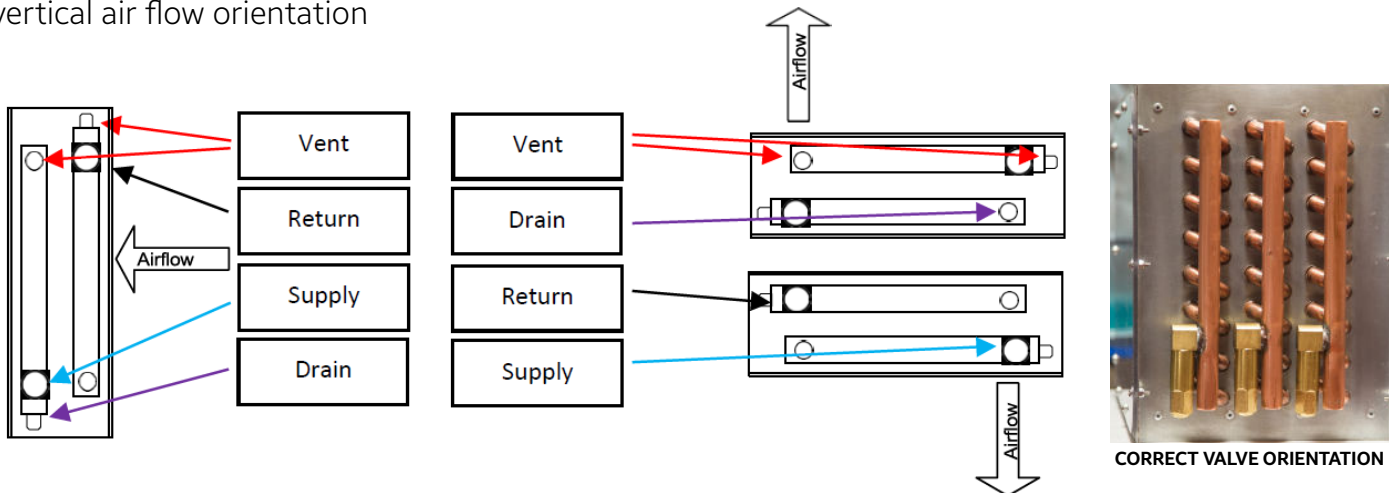 vertical air flow orientation
Vent
Return
Airflow
Supply
Drain
Airflow
Vent
Drain
Return
Supply
Airflow
CORRECT VALVE ORIENTATION